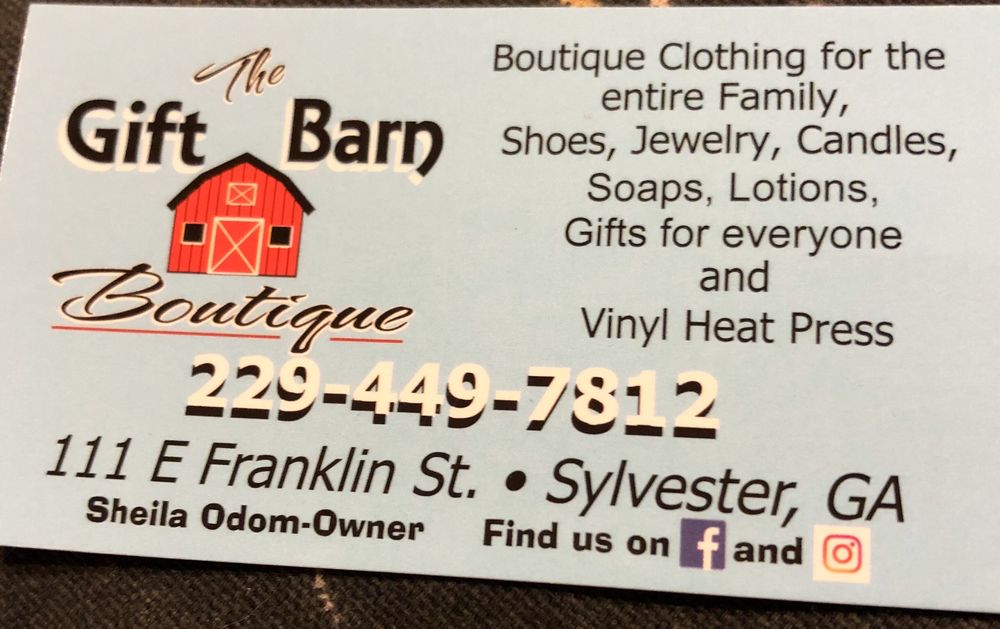 The
Gift Barn
Boutique
Boutique Clothing for the
entire Family,
Shoes, Jewelry, Candles,
Soaps, Lotions,
Gifts for everyone
and
Vinyl Heat Press
229-449-7812
111 E Franklin St. • Sylvester, GA
Sheila Odom-Owner Find us on f and